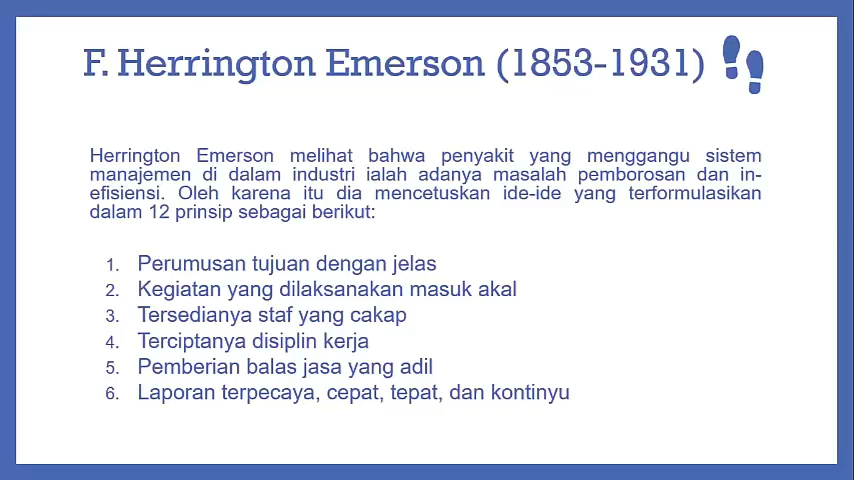 F. Herrington Emerson (1853-1931)
Herrington Emerson melihat bahwa penyakit yang menggangu sistem
manajemen di dalam industri ialah adanya masalah pemborosan dan in-
efisiensi. Oleh karena itu dia mencetuskan ide-ide yang terformulasikan
dalam 12 prinsip sebagai berikut:
1. Perumusan tujuan dengan jelas
2. Kegiatan yang dilaksanakan masuk akal
3. Tersedianya staf yang cakap
4. Terciptanya disiplin kerja
5. Pemberian balas jasa yang adil
6. Laporan terpecaya, cepat, tepat, dan kontinyu